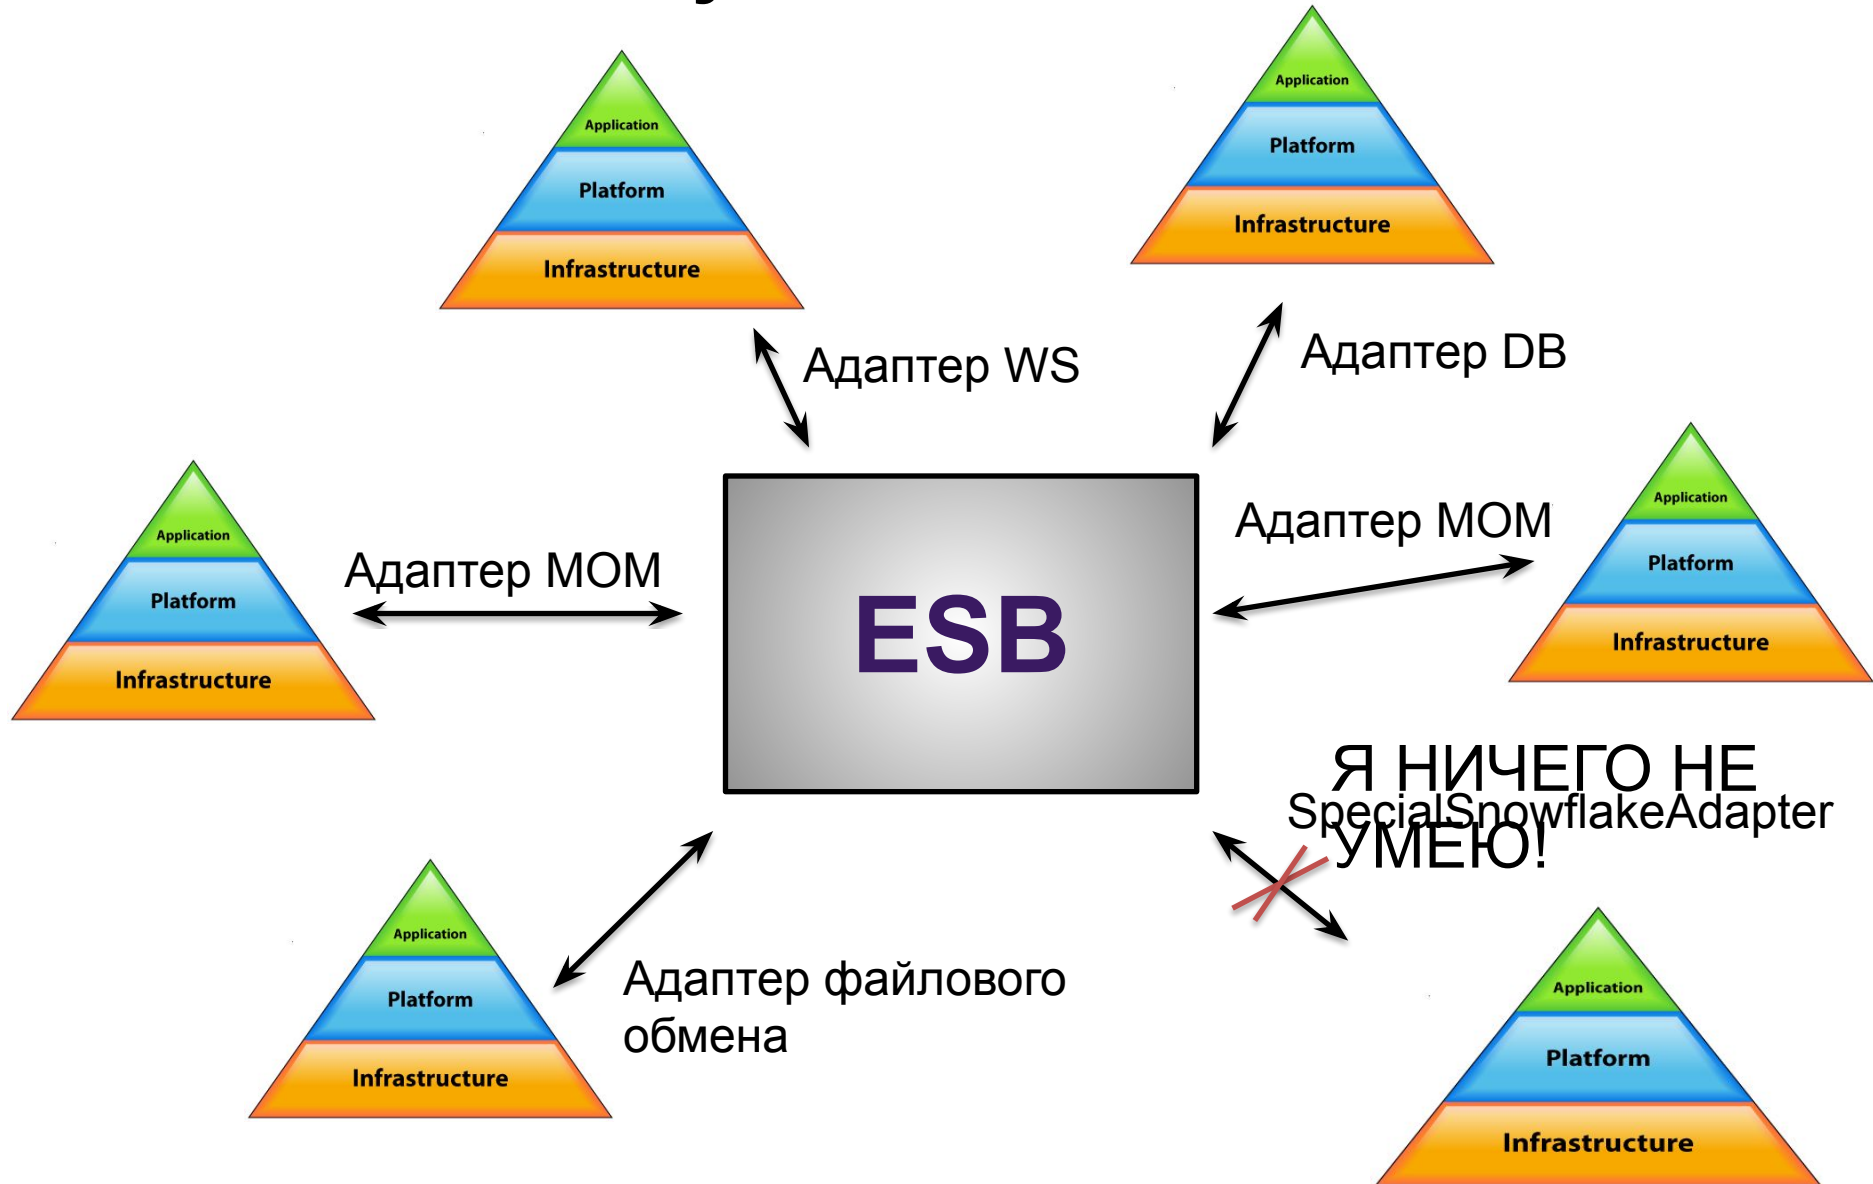 Application
Platform
Infrastructure
Application
Platform
Infrastructure
Адаптер WS
Адаптер DB
Application
Platform
Infrastructure
Адаптер MOM
ESB
Адаптер MOM
Application
Platform
Infrastructure
Я НИЧЕГО НЕ
УМЕЮ!
SpecialSnowflakeAdapter
Application
Platform
Infrastructure
Адаптер файлового
обмена
Application
Platform
Infrastructure